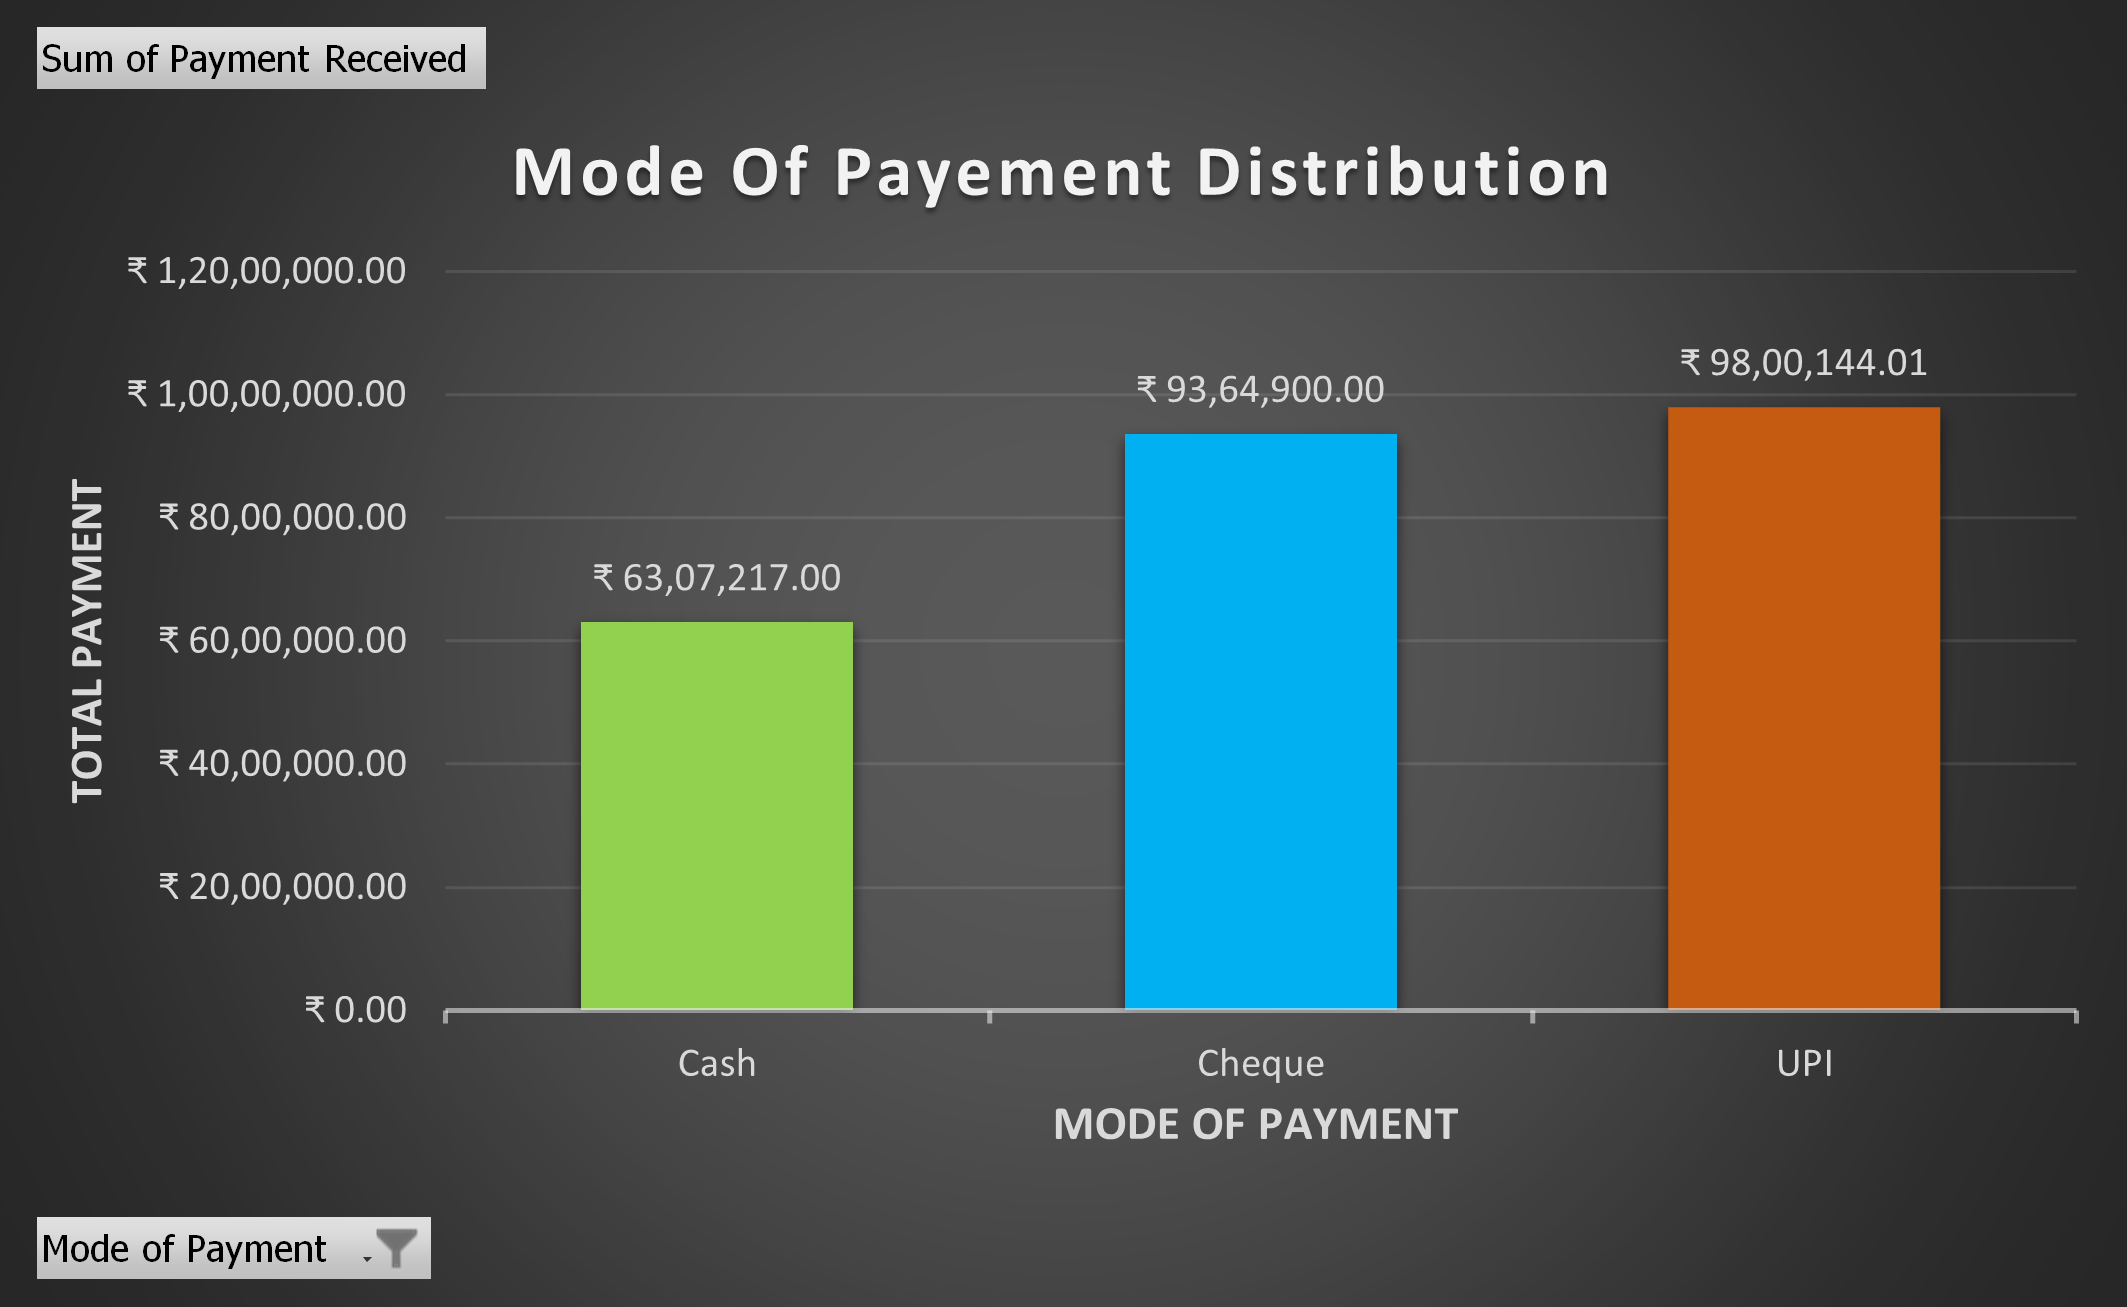 Sum of Payment Received
Mode Of Payement Distribution
₹ 1,20,00,000.00
₹ 1,00,00,000.00
₹ 80,00,000.00
₹ 60,00,000.00
₹ 40,00,000.00
₹ 20,00,000.00
₹ 0.00
TOTAL PAYMENT
₹ 63,07,217.00
₹ 93,64,900.00
₹ 98,00,144.01
Cash
Cheque
UPI
MODE OF PAYMENT
Mode of Payment